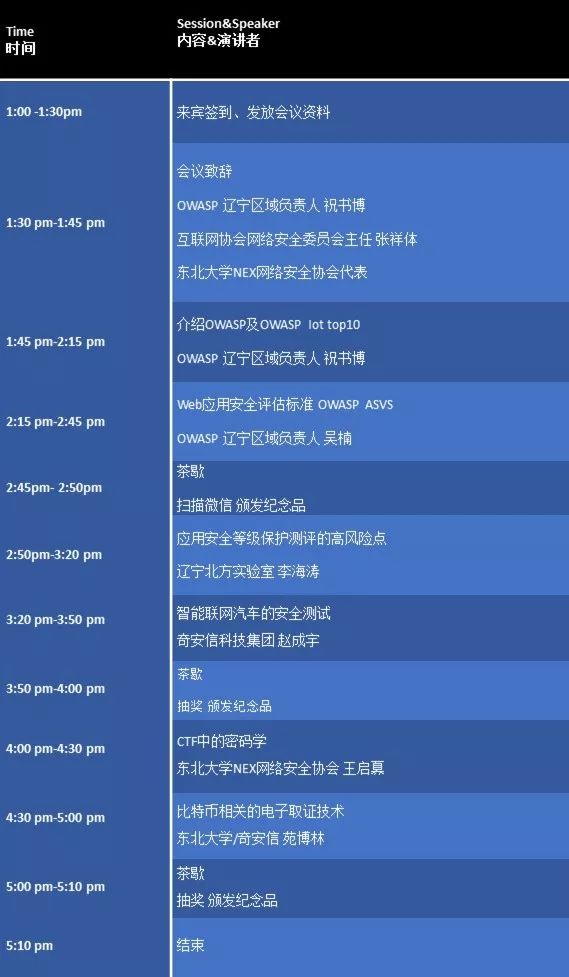 Time
时间
Session&Speaker
内容&演讲者
1:00 -1:30pm
来宾签到、发放会议资料
1:30 pm-1:45 pm
会议致辞
OWASP 辽宁区域负责人 祝书博
互联网协会网络安全委员会主任 张祥体
东北大学NEX网络安全协会代表
1:45 pm-2:15 pm
介绍OWASP及OWASP Iot top10
OWASP 辽宁区域负责人 祝书博
2:15 pm-2:45 pm
Web应用安全评估标准 OWASP ASVS
OWASP 辽宁区域负责人 吴楠
2:45pm- 2:50pm
茶歇
扫描微信 颁发纪念品
2:50pm-3:20 pm
应用安全等级保护测评的高风险点
辽宁北方实验室 李海涛
3:20 pm-3:50 pm
智能联网汽车的安全测试
奇安信科技集团 赵成宇
3:50 pm-4:00 pm
茶歇
抽奖 颁发纪念品
4:00 pm-4:30 pm
CTF中的密码学
东北大学NEX网络安全协会 王启
4:30 pm-5:00 pm
比特币相关的电子取证技术
东北大学/奇安信 苑博林
5:00 pm-5:10 pm
茶歇
抽奖 颁发纪念品
5:10 pm
结束